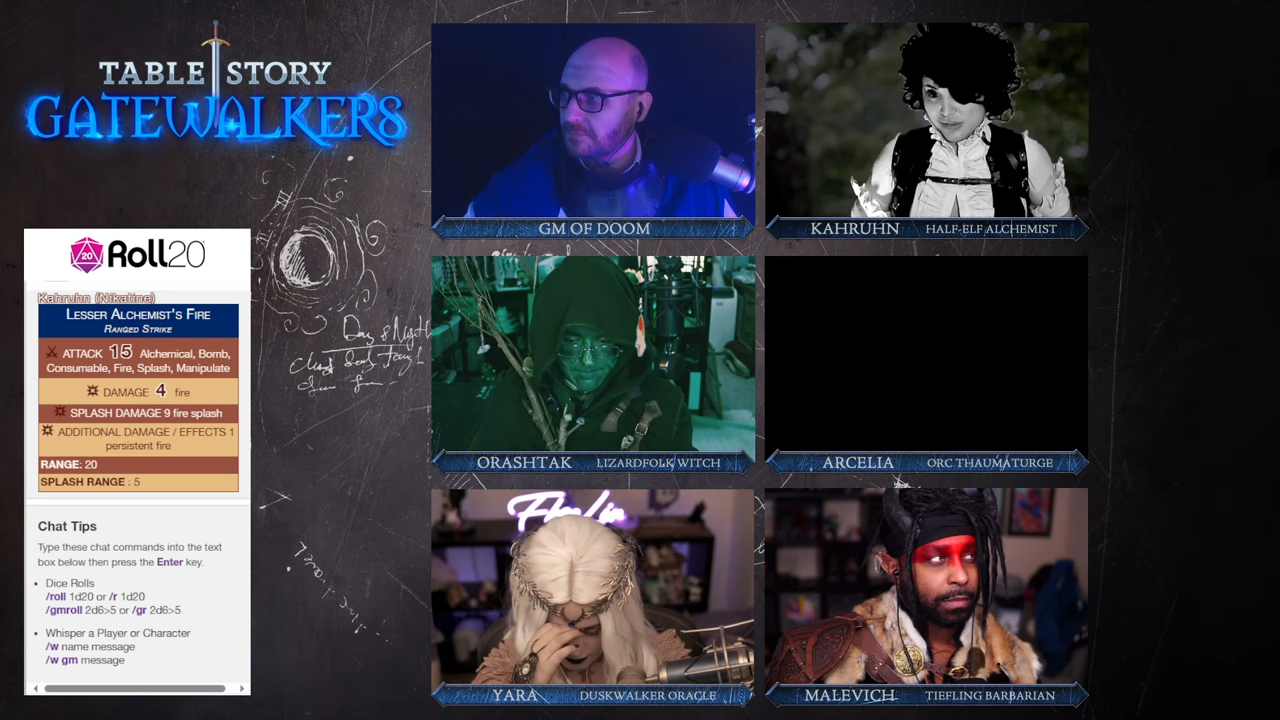 TABLE STORY
GATEWALKERS
Roll20
20
Kahruhn (Nikatine)
LESSER ALCHEMIST'S FIRE
RANGED STRIKE
ATTACK 15 Alchemical, Bomb,
Consumable, Fire, Splash, Manipulate
DAMAGE 4 fire
SPLASH DAMAGE 9 fire splash
ADDITIONAL DAMAGE / EFFECTS 1
persistent fire
RANGE: 20
SPLASH RANGE : 5
Chat Tips
Type these chat commands into the text
box below then press the Enter key.
• Dice Rolls
/roll 1d20 or /r 1d20
/gmroll 2d6>5 or /gr 2d6>5
• Whisper a Player or Character
/w name message
/w gm message
GM OF DOOM
KAHRUHN HALF-ELF ALCHEMIST
ORASHTAK LIZARDFOLK WITCH
ARCELIA ORC THAUMATURGE
YARA DUSKWALKER ORACLE
MALEVICH TIEFLING BARBARIAN